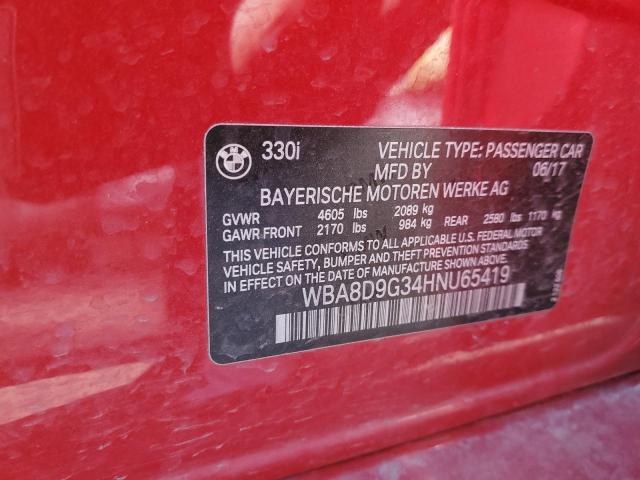 BMW 330i VEHICLE TYPE: PASSENGER CAR
MFD BY 06/17
BAYERISCHE MOTOREN WERKE AG
GVWR 4605 lbs 2089 kg
GAWR FRONT 2170 lbs 984 kg REAR 2580 lbs 1170 kg
THIS VEHICLE CONFORMS TO ALL APPLICABLE U.S. FEDERAL MOTOR
VEHICLE SAFETY, BUMPER AND THEFT PREVENTION STANDARDS
IN EFFECT ON THE DATE OF MANUFACTURE SHOWN ABOVE.
WBA8D9G34HNU65419